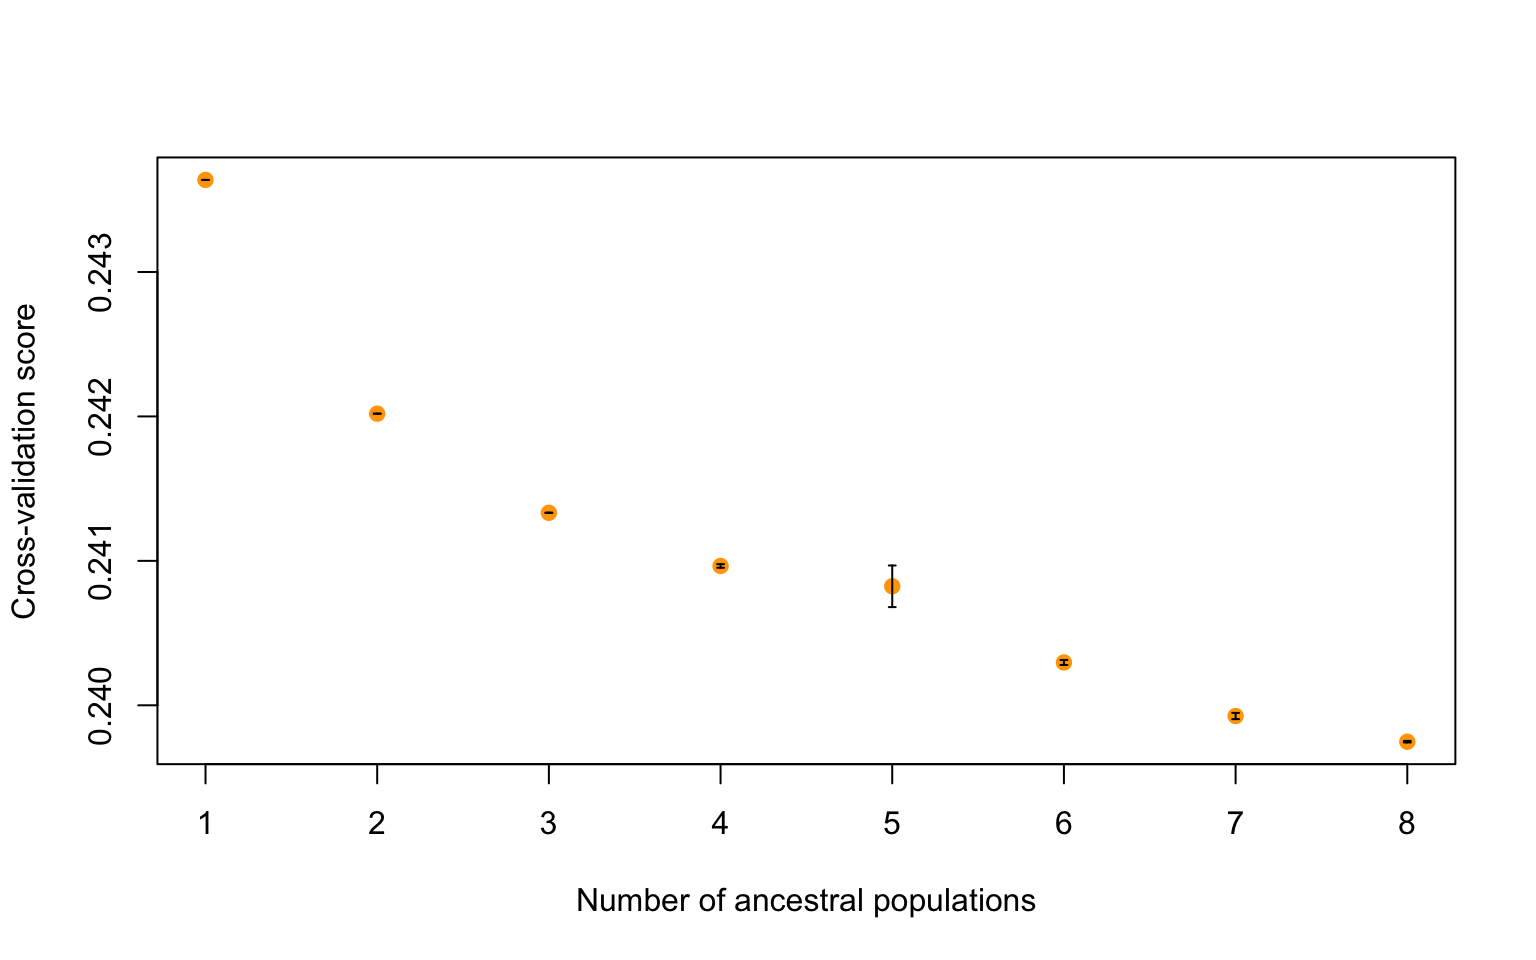 Cross-validation score
0.243
0.242
0.241
0.240
1 2 3 4 5 6 7 8
Number of ancestral populations